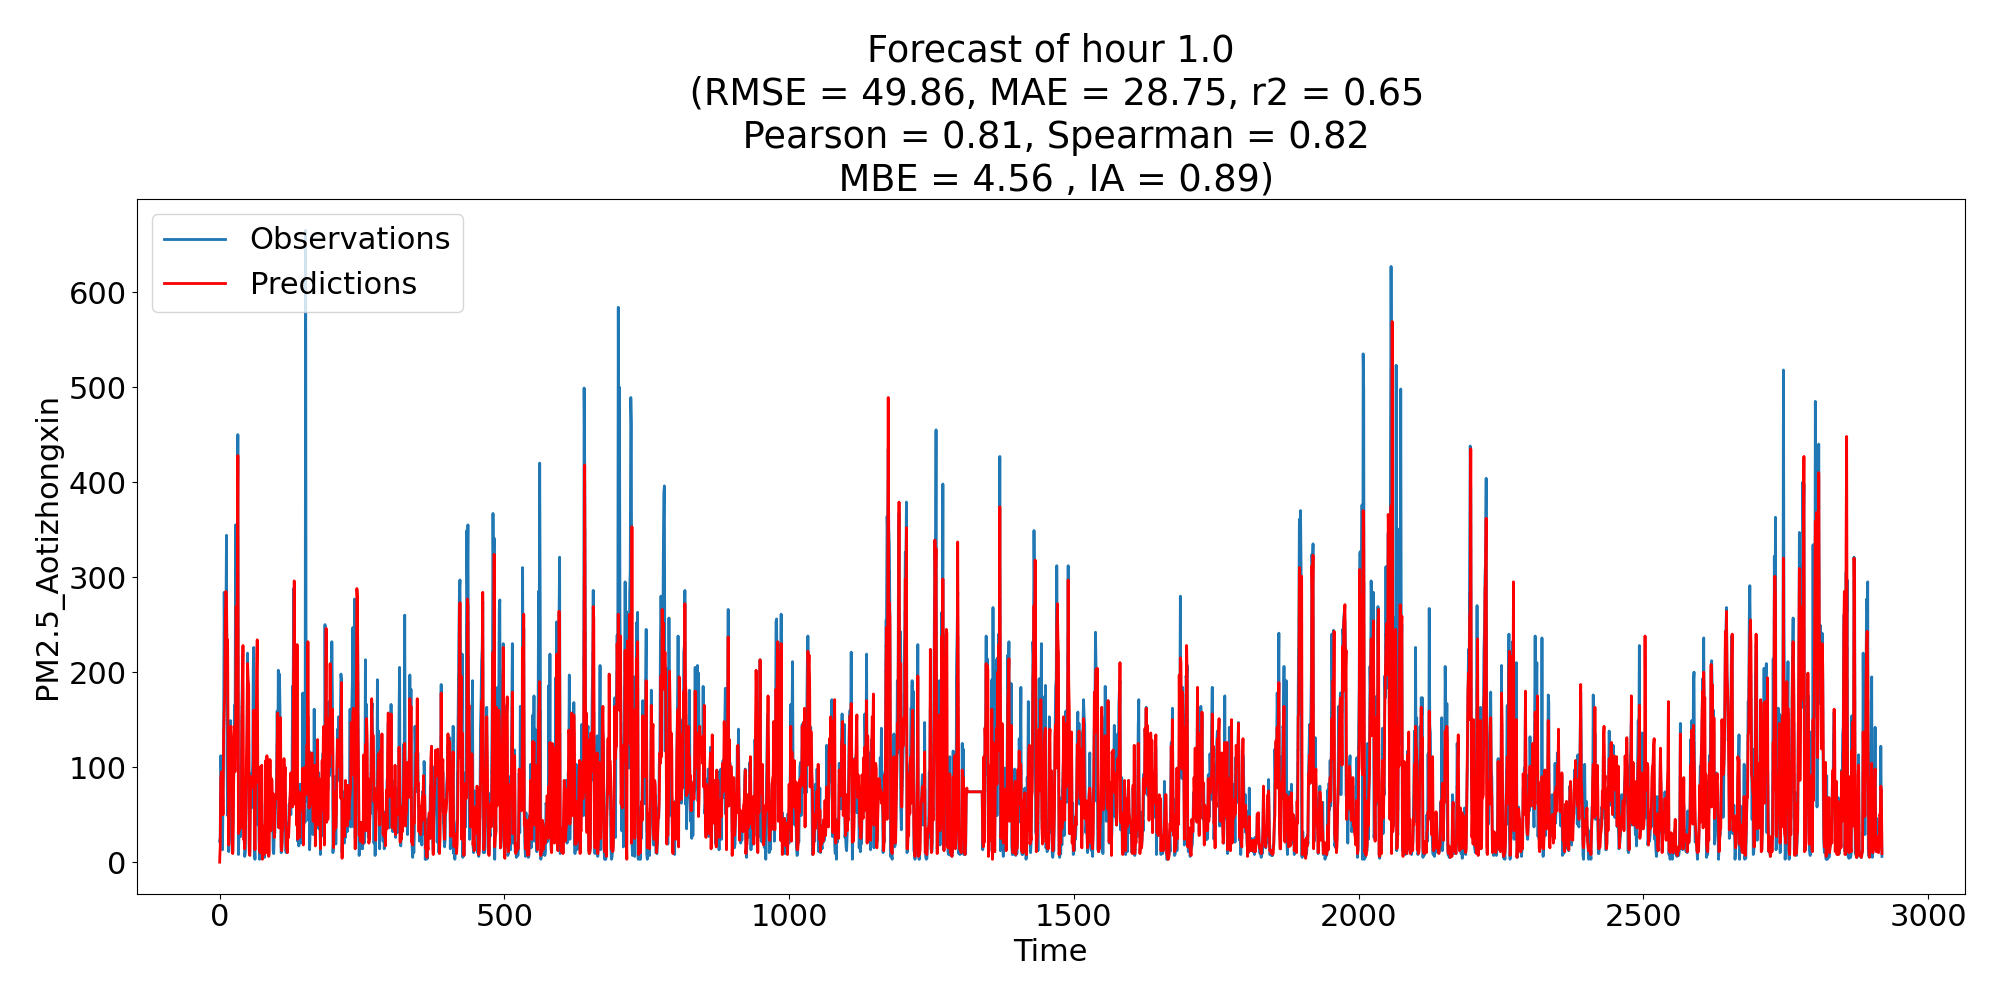 Forecast of hour 1.0
(RMSE = 49.86, MAE = 28.75, r2 = 0.65
Pearson = 0.81, Spearman = 0.82
MBE = 4.56 , IA = 0.89)
Observations
Predictions
PM2.5_Aotizhongxin
600
500
400
300
200
100
0
0 500 1000 1500 2000 2500 3000
Time